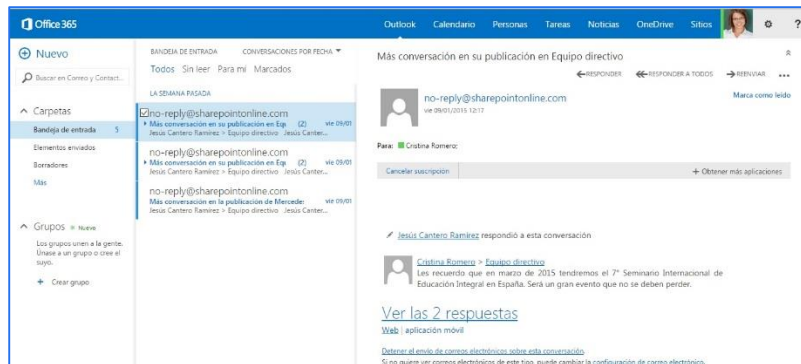 Office 365
Outlook Calendario Personas Tareas Noticias OneDrive Sitios ?
Nuevo
Buscar en Correo y Contact...
Carpetas
Bandeja de entrada 5
Elementos enviados
Borradores
Más
Grupos Nueva
Los grupos unen a la gente.
Únase a un grupo o cree el
suyo.
+ Crear grupo
BANDEJA DE ENTRADA CONVERSACIONES POR FECHA
Todos Sin leer Para mi Marcados
LA SEMANA PASADA
no-reply@sharepointonline.com
Más conversación en su publicación en Equ (2) vie 09/01
Jesús Cantero Ramírez > Equipo directivo Jesús Canter...
no-reply@sharepointonline.com
Más conversación en su publicación en Equ (2) vie 09/01
Jesús Cantero Ramírez > Equipo directivo Jesús Canter...
no-reply@sharepointonline.com
Más conversación en la publicación de Mercedes vie 09/01
Jesús Cantero Ramírez > Equipo directivo Jesús Canter...
Más conversación en su publicación en Equipo directivo
RESPONDER RESPONDER A TODOS REENVIAR ...
no-reply@sharepointonline.com
Marca como leído
vie 09/01/2015 12:17
Para: Cristina Romero;
Cancelar suscripción + Obtener más aplicaciones
Jesús Cantero Ramírez respondió a esta conversación
Cristina Romero > Equipo directivo
Les recuerdo que en marzo de 2015 tendremos el 7° Seminario Internacional de
Educación Integral en España. Será un gran evento que no se deben perder.
Ver las 2 respuestas
Web | aplicación móvil
Detener el envío de correos electrónicos sobre esta conversación.
Si no quiere ver correos electrónicos de este tipo, puede cambiar la configuración de correo electrónico.